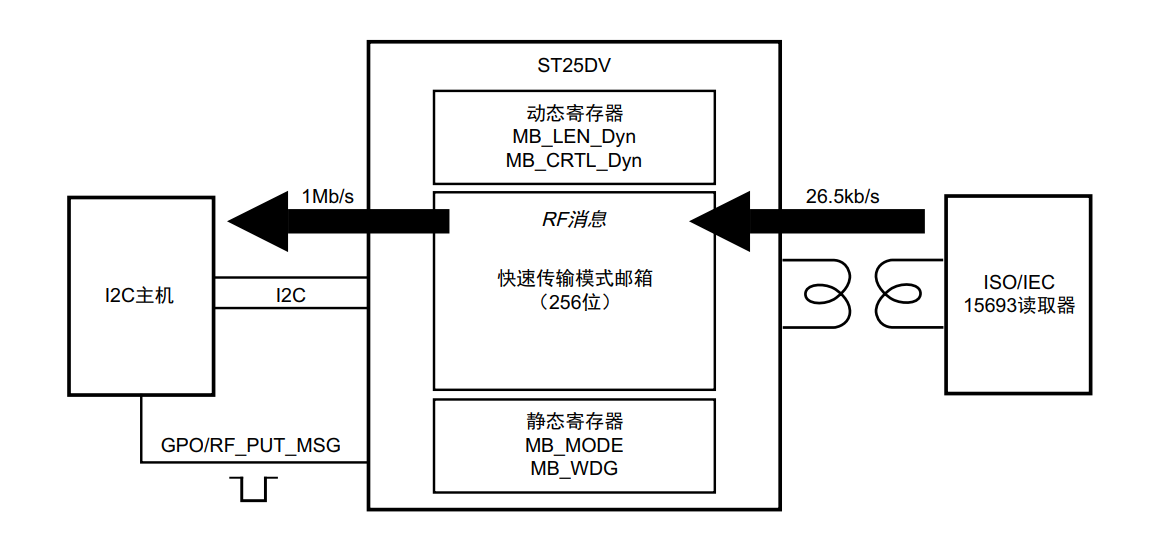 ST25DV
动态寄存器
MB_LEN_Dyn
MB_CRTL_Dyn
1Mb/s
RF消息
26.5kb/s
I2C主机
I2C
快速传输模式邮箱
（256位）
ISO/IEC
15693读取器
GPO/RF_PUT_MSG
静态寄存器
MB_MODE
MB_WDG